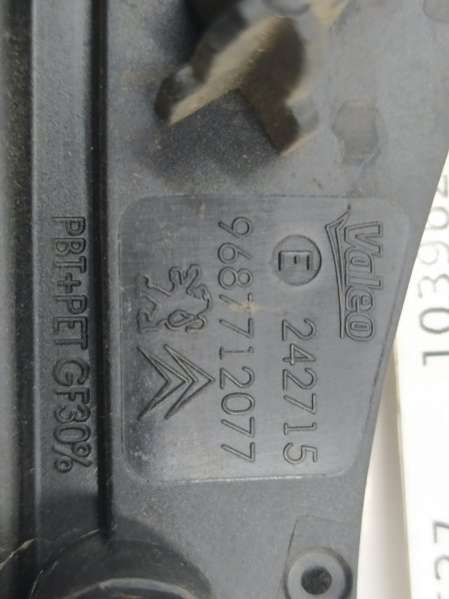 Valeo
E 242715
9687712077
PBT+PET GF30%